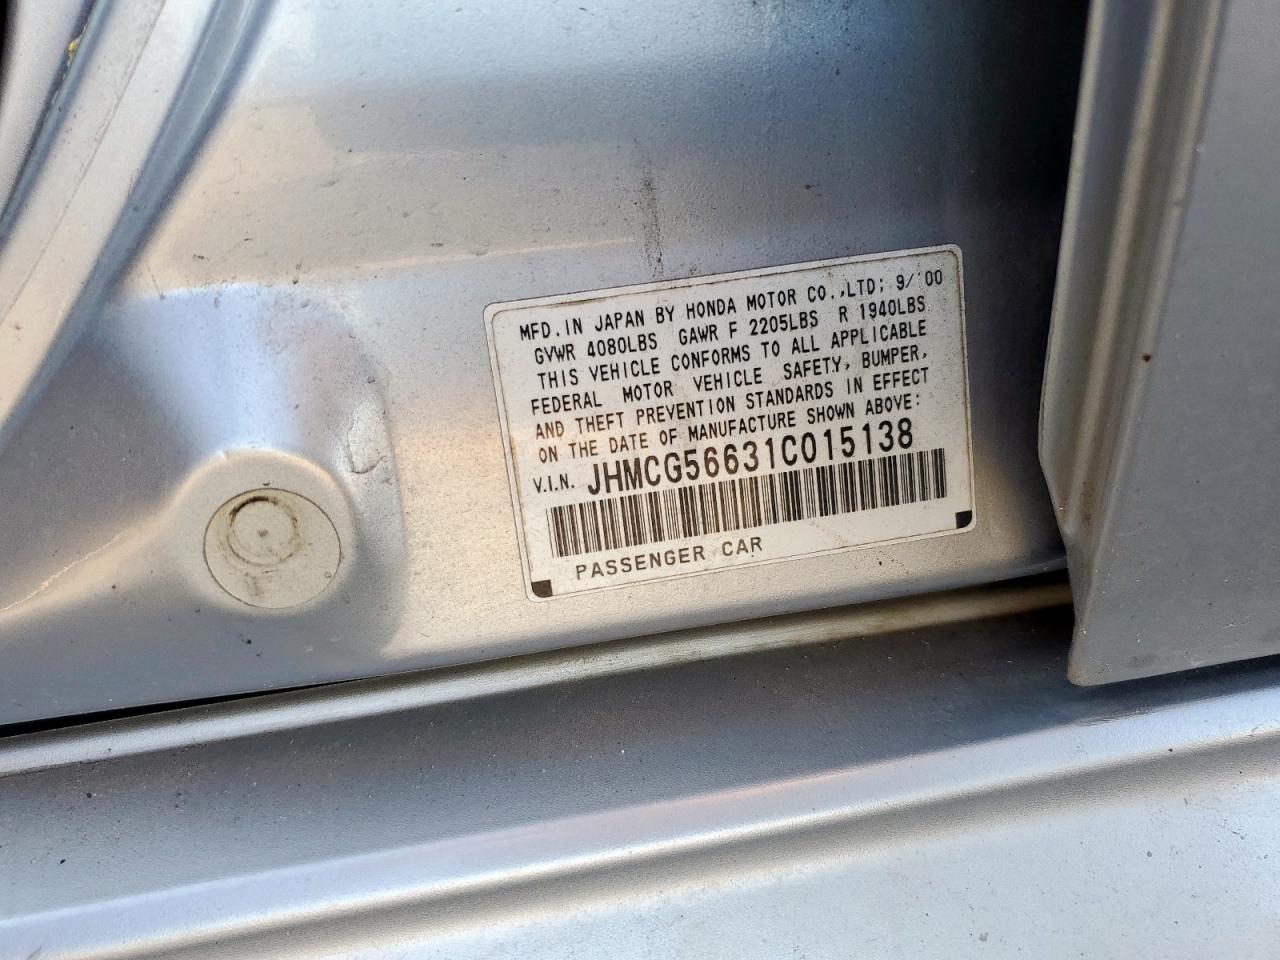 MFD. IN JAPAN BY HONDA MOTOR CO.,LTD; 9/'00
GVWR 4080LBS GAWR F 2205LBS R 1940LBS
THIS VEHICLE CONFORMS TO ALL APPLICABLE
FEDERAL MOTOR VEHICLE SAFETY, BUMPER,
AND THEFT PREVENTION STANDARDS IN EFFECT
ON THE DATE OF MANUFACTURE SHOWN ABOVE:
V.I.N. JHMCG56631C015138
PASSENGER CAR